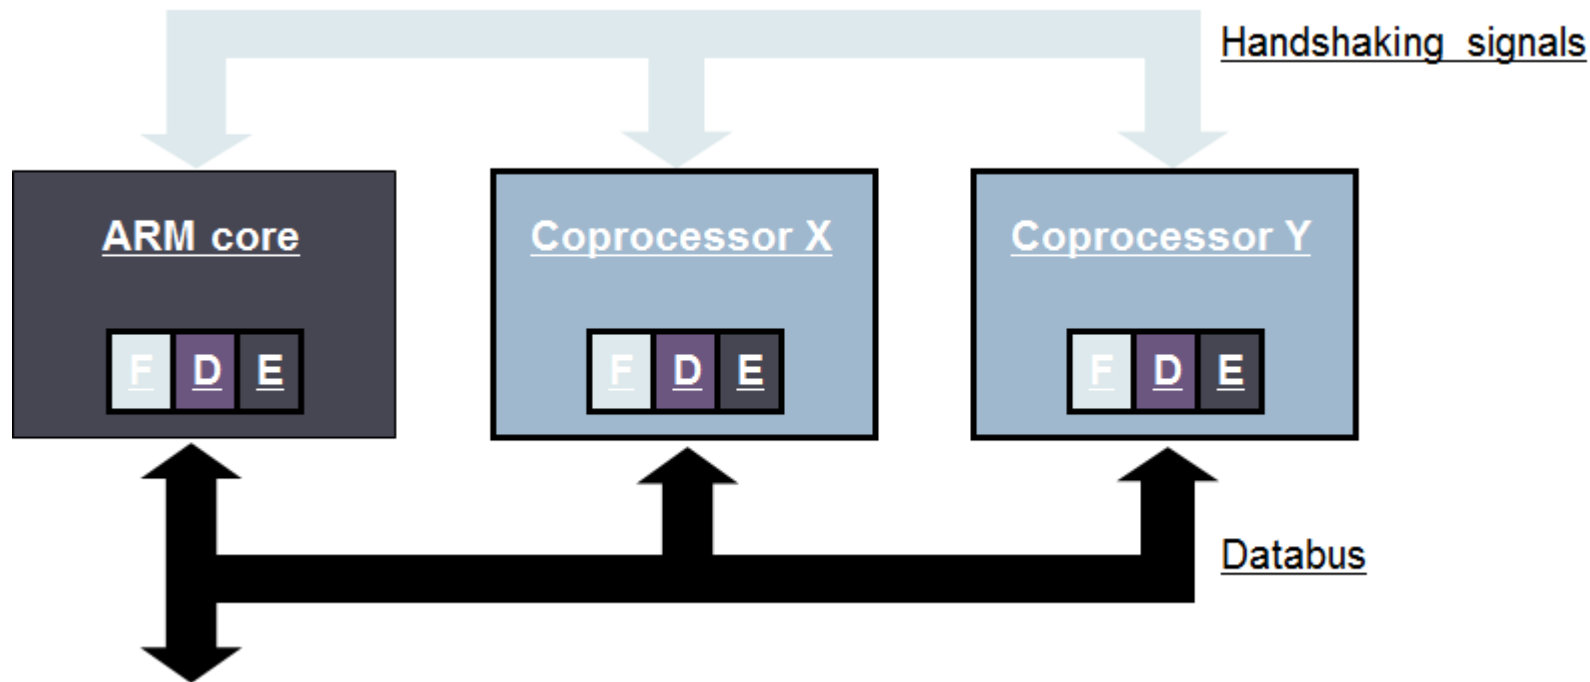 Handshaking signals
ARM core
Coprocessor X
Coprocessor Y
F D E
F D E
F D E
Databus